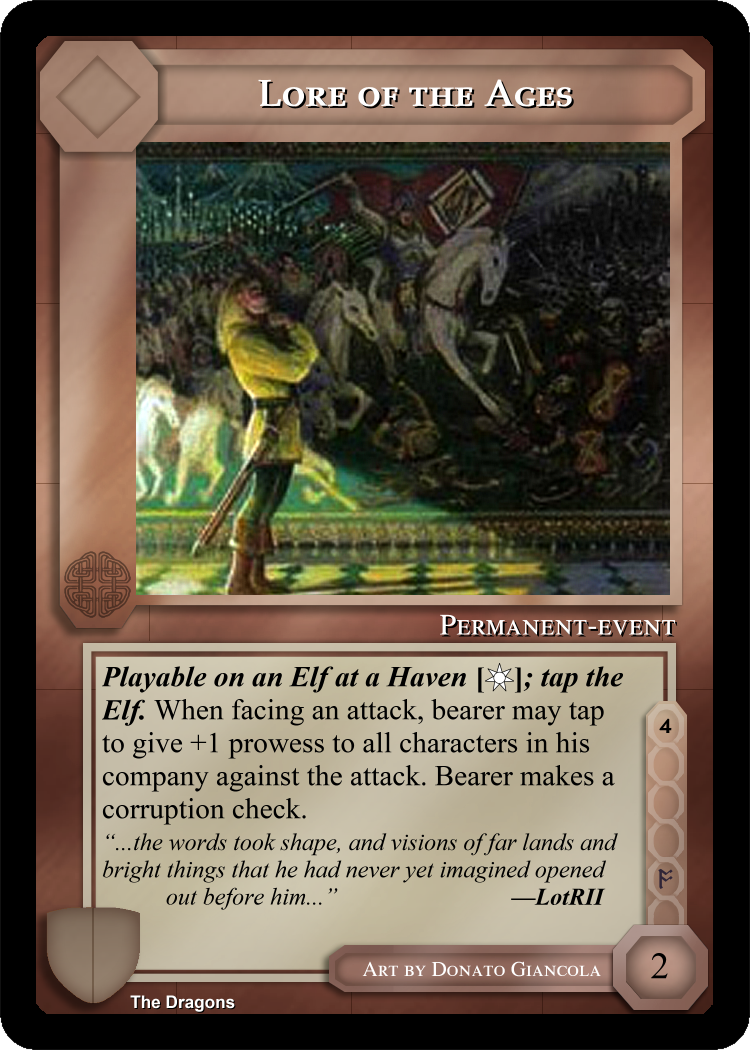 Lore of the Ages
Permanent-event
Playable on an Elf at a Haven []; tap the
Elf. When facing an attack, bearer may tap
to give +1 prowess to all characters in his
company against the attack. Bearer makes a
corruption check.
4
“...the words took shape, and visions of far lands and
bright things that he had never yet imagined opened
out before him...” —LotRII
ᚩ
Art by Donato Giancola
2
The Dragons